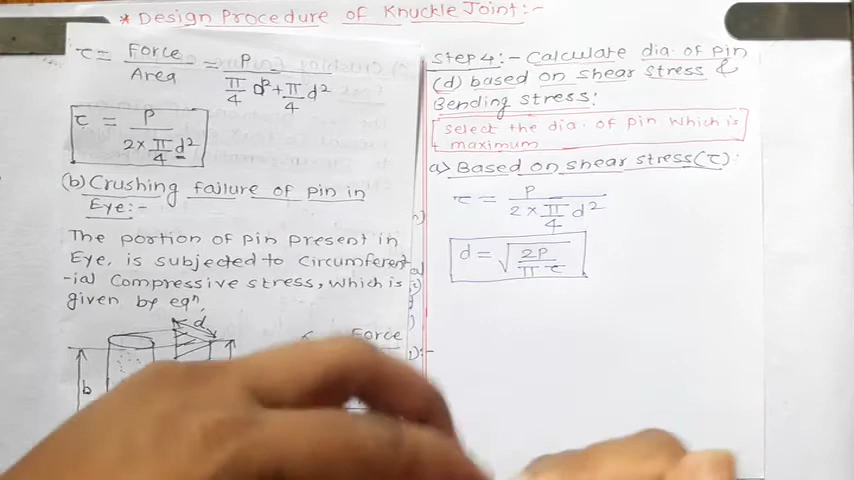 * Design Procedure of Knuckle Joint:-
τ = Force / Area = P / (π/4 d² + π/4 d²)
τ = P / (2 × π/4 d²)
(b) Crushing failure of pin in
Eye:-
The portion of pin present in
Eye, is subjected to Circumferent
-ial Compressive stress, which is
given by eqⁿ,
d
Force
b
Step 4:- Calculate dia. of pin
(d) based on shear stress &
Bending stress:
Select the dia. of pin which is
maximum
a> Based on shear stress (τ):
τ = P / (2 × π/4 d²)
d = √(2P / π τ)